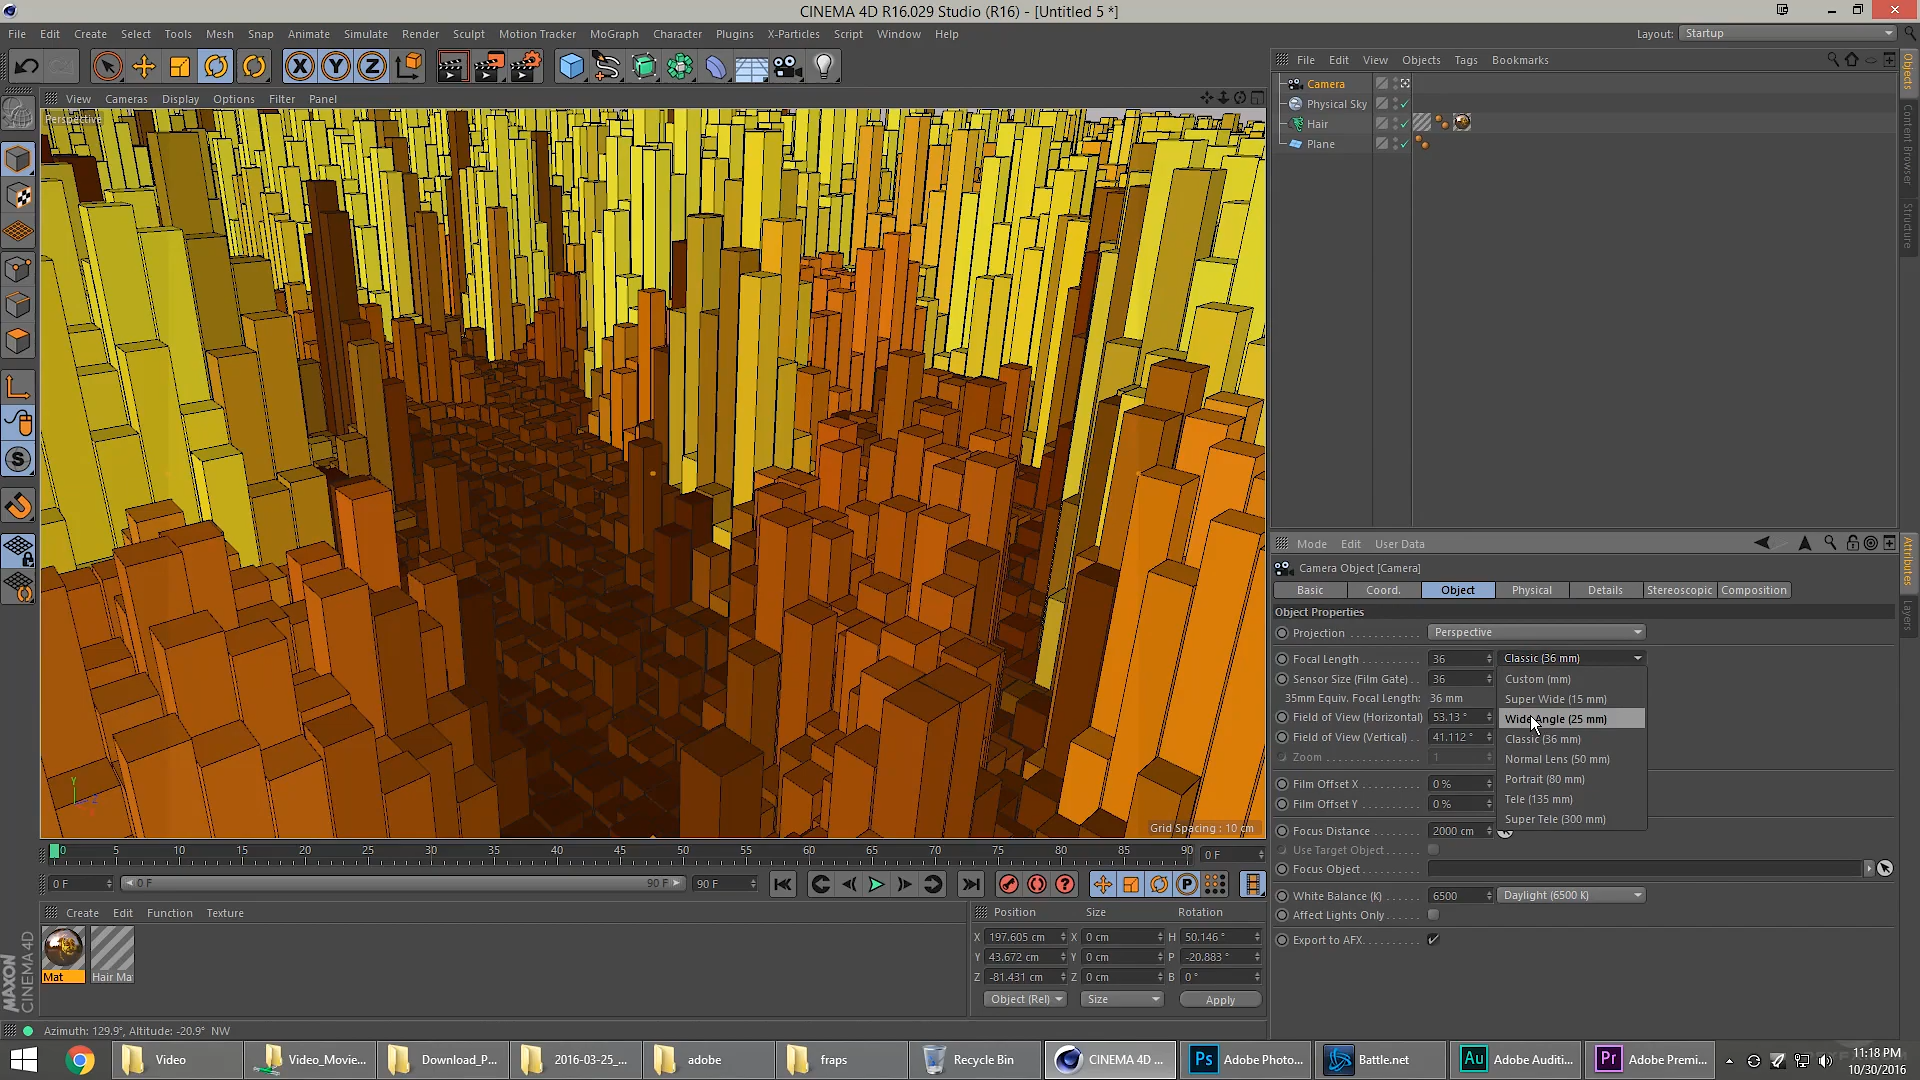 CINEMA 4D R16.029 Studio (R16) - [Untitled 5 *]
File Edit Create Select Tools Mesh Snap Animate Simulate Render Sculpt Motion Tracker MoGraph Character Plugins X-Particles Script Window Help
Layout: Startup
File Edit View Objects Tags Bookmarks
Camera
Physical Sky
Hair
Plane
Objects
Content Browser
Structure
View Cameras Display Options Filter Panel
Perspective
Y
Grid Spacing : 10 cm
Mode Edit User Data
Camera Object [Camera]
Basic Coord. Object Physical Details Stereoscopic Composition
Object Properties
Projection Perspective
Focal Length 36 Classic (36 mm)
Sensor Size (Film Gate) 36
35mm Equiv. Focal Length: 36 mm
Field of View (Horizontal) 53.13 °
Field of View (Vertical) 41.112 °
Zoom 1
Film Offset X 0 %
Film Offset Y 0 %
Focus Distance 2000 cm
Use Target Object
Focus Object
White Balance (K) 6500 Daylight (6500 K)
Affect Lights Only
Export to AFX
Custom (mm)
Super Wide (15 mm)
Wide Angle (25 mm)
Classic (36 mm)
Normal Lens (50 mm)
Portrait (80 mm)
Tele (135 mm)
Super Tele (300 mm)
Attributes
Layers
0 5 10 15 20 25 30 35 40 45 50 55 60 65 70 75 80 85 90 0 F
0 F 0 F 90 F 90 F
Create Edit Function Texture
Mat
Hair Ma
Position Size Rotation
X 197.605 cm X 0 cm H 50.146 °
Y 43.672 cm Y 0 cm P -20.883 °
Z -81.431 cm Z 0 cm B 0 °
Object (Rel) Size Apply
MAXON
CINEMA 4D
Azimuth: 129.9°, Altitude: -20.9° NW
Video
Video_Movie...
Download_P...
2016-03-25_...
adobe
fraps
Recycle Bin
CINEMA 4D ...
Ps Adobe Photo...
Battle.net
Au Adobe Auditi...
Pr Adobe Premi...
11:18 PM
10/30/2016